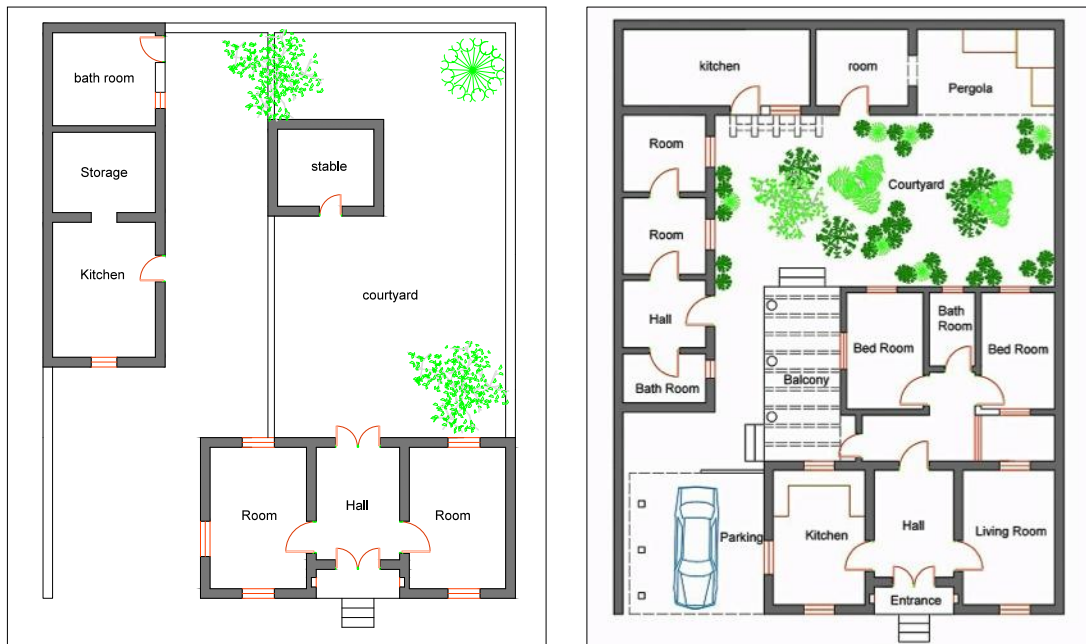 bath room
Storage
Kitchen
stable
courtyard
Room
Hall
Room
kitchen
room
Pergola
Room
Courtyard
Room
Hall
Bath Room
Balcony
Bed Room
Bath
Room
Bed Room
Parking
Kitchen
Hall
Living Room
Entrance